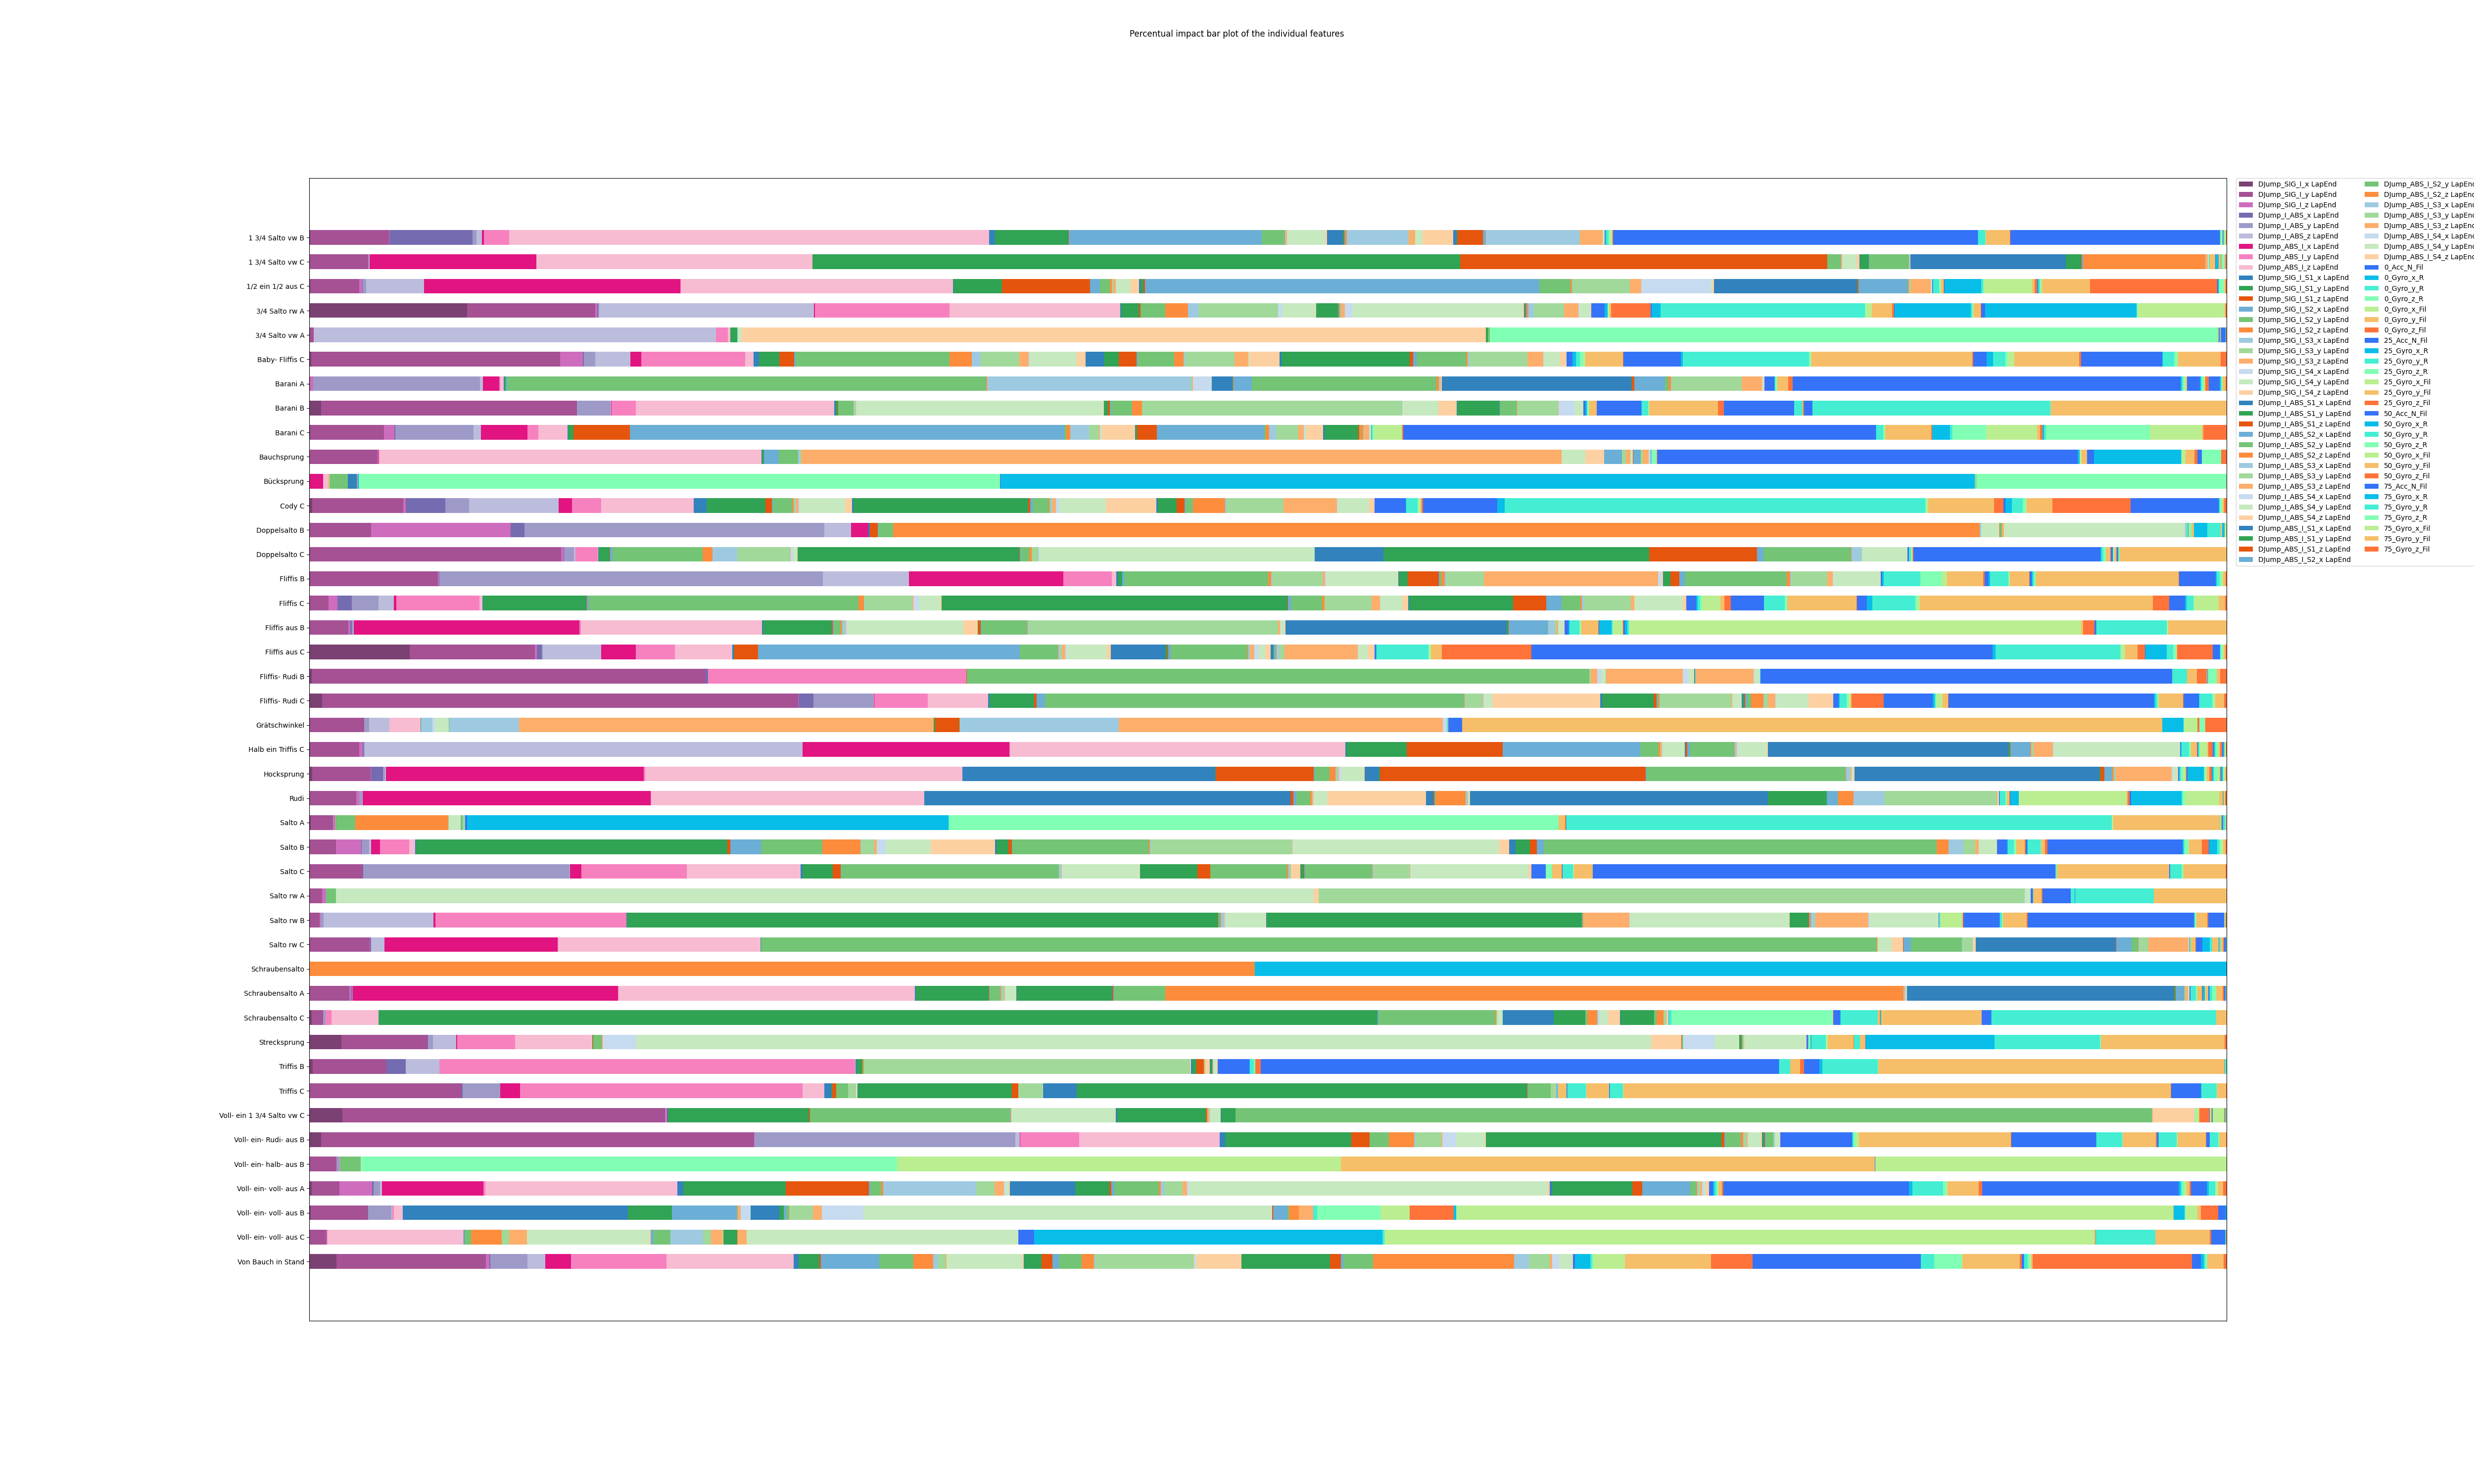 Percentual impact bar plot of the individual features
1 3/4 Salto vw B
1 3/4 Salto vw C
1/2 ein 1/2 aus C
3/4 Salto rw A
3/4 Salto vw A
Baby- Fliffis C
Barani A
Barani B
Barani C
Bauchsprung
Bücksprung
Cody C
Doppelsalto B
Doppelsalto C
Fliffis B
Fliffis C
Fliffis aus B
Fliffis aus C
Fliffis- Rudi B
Fliffis- Rudi C
Grätschwinkel
Halb ein Triffis C
Hocksprung
Rudi
Salto A
Salto B
Salto C
Salto rw A
Salto rw B
Salto rw C
Schraubensalto
Schraubensalto A
Schraubensalto C
Strecksprung
Triffis B
Triffis C
Voll- ein 1 3/4 Salto vw C
Voll- ein- Rudi- aus B
Voll- ein- halb- aus B
Voll- ein- voll- aus A
Voll- ein- voll- aus B
Voll- ein- voll- aus C
Von Bauch in Stand
DJump_SIG_I_x LapEnd
DJump_SIG_I_y LapEnd
DJump_SIG_I_z LapEnd
DJump_I_ABS_x LapEnd
DJump_I_ABS_y LapEnd
DJump_I_ABS_z LapEnd
DJump_ABS_I_x LapEnd
DJump_ABS_I_y LapEnd
DJump_ABS_I_z LapEnd
DJump_SIG_I_S1_x LapEnd
DJump_SIG_I_S1_y LapEnd
DJump_SIG_I_S1_z LapEnd
DJump_SIG_I_S2_x LapEnd
DJump_SIG_I_S2_y LapEnd
DJump_SIG_I_S2_z LapEnd
DJump_SIG_I_S3_x LapEnd
DJump_SIG_I_S3_y LapEnd
DJump_SIG_I_S3_z LapEnd
DJump_SIG_I_S4_x LapEnd
DJump_SIG_I_S4_y LapEnd
DJump_SIG_I_S4_z LapEnd
DJump_I_ABS_S1_x LapEnd
DJump_I_ABS_S1_y LapEnd
DJump_I_ABS_S1_z LapEnd
DJump_I_ABS_S2_x LapEnd
DJump_I_ABS_S2_y LapEnd
DJump_I_ABS_S2_z LapEnd
DJump_I_ABS_S3_x LapEnd
DJump_I_ABS_S3_y LapEnd
DJump_I_ABS_S3_z LapEnd
DJump_I_ABS_S4_x LapEnd
DJump_I_ABS_S4_y LapEnd
DJump_I_ABS_S4_z LapEnd
DJump_ABS_I_S1_x LapEnd
DJump_ABS_I_S1_y LapEnd
DJump_ABS_I_S1_z LapEnd
DJump_ABS_I_S2_x LapEnd
DJump_ABS_I_S2_y LapEnd
DJump_ABS_I_S2_z LapEnd
DJump_ABS_I_S3_x LapEnd
DJump_ABS_I_S3_y LapEnd
DJump_ABS_I_S3_z LapEnd
DJump_ABS_I_S4_x LapEnd
DJump_ABS_I_S4_y LapEnd
DJump_ABS_I_S4_z LapEnd
0_Acc_N_Fil
0_Gyro_x_R
0_Gyro_y_R
0_Gyro_z_R
0_Gyro_x_Fil
0_Gyro_y_Fil
0_Gyro_z_Fil
25_Acc_N_Fil
25_Gyro_x_R
25_Gyro_y_R
25_Gyro_z_R
25_Gyro_x_Fil
25_Gyro_y_Fil
25_Gyro_z_Fil
50_Acc_N_Fil
50_Gyro_x_R
50_Gyro_y_R
50_Gyro_z_R
50_Gyro_x_Fil
50_Gyro_y_Fil
50_Gyro_z_Fil
75_Acc_N_Fil
75_Gyro_x_R
75_Gyro_y_R
75_Gyro_z_R
75_Gyro_x_Fil
75_Gyro_y_Fil
75_Gyro_z_Fil